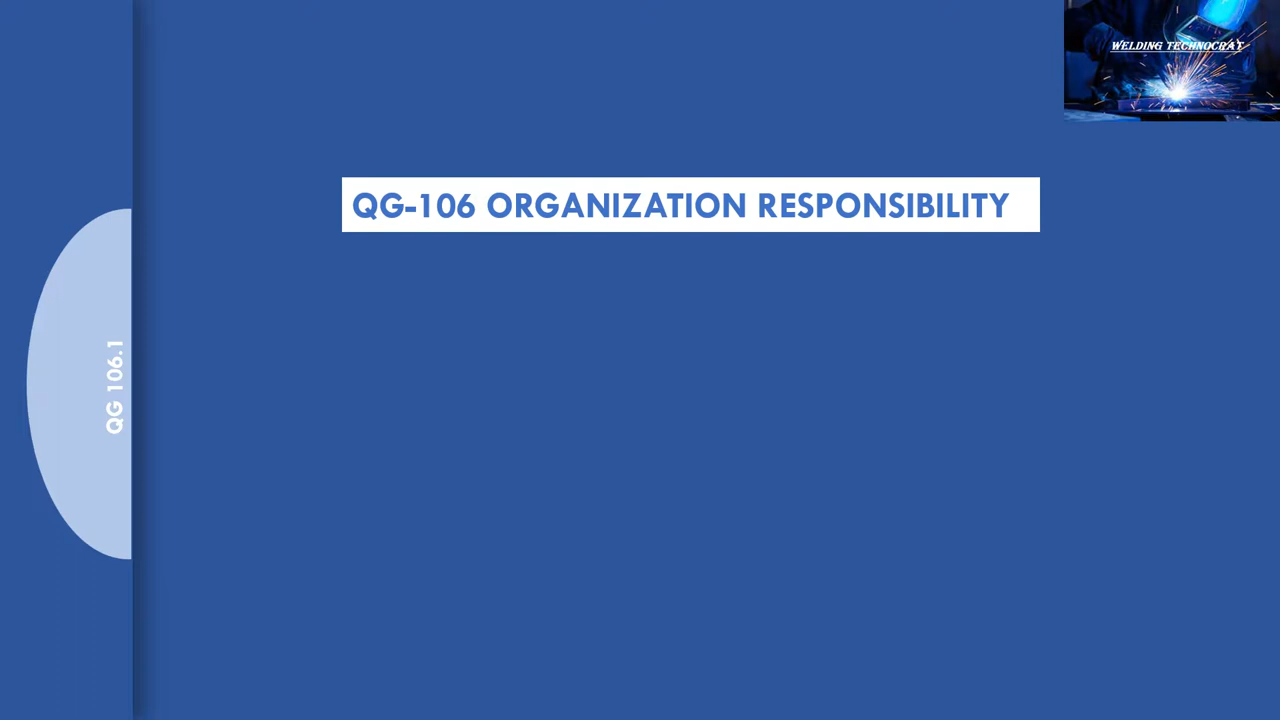 WELDING TECHNOCRAT
QG-106 ORGANIZATION RESPONSIBILITY
QG 106.1